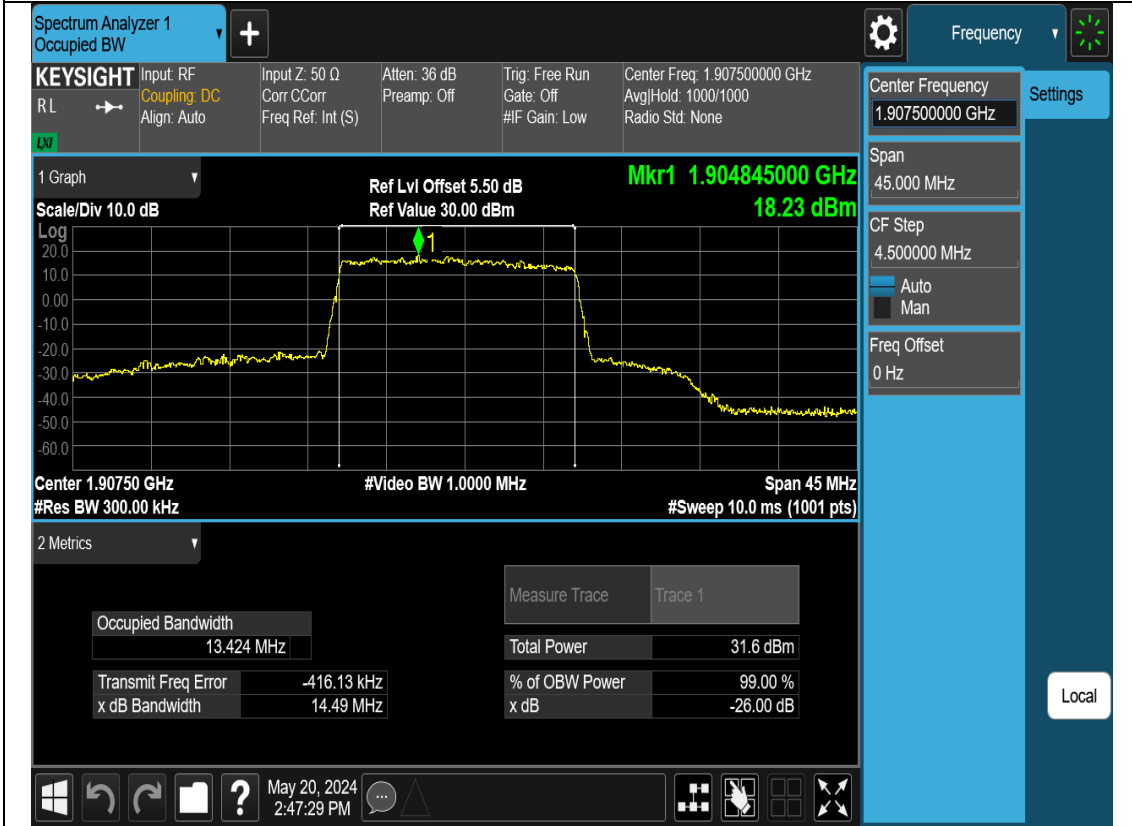 Spectrum Analyzer 1
Occupied BW
+
Frequency
KEYSIGHT
R L
LXI
Input: RF
Coupling: DC
Align: Auto
Input Z: 50 Ω
Corr CCorr
Freq Ref: Int (S)
Atten: 36 dB
Preamp: Off
Trig: Free Run
Gate: Off
#IF Gain: Low
Center Freq: 1.907500000 GHz
Avg|Hold: 1000/1000
Radio Std: None
Center Frequency
1.907500000 GHz
Settings
Span
45.000 MHz
CF Step
4.500000 MHz
Auto
Man
Freq Offset
0 Hz
Local
1 Graph
Scale/Div 10.0 dB
Ref Lvl Offset 5.50 dB
Ref Value 30.00 dBm
Mkr1 1.904845000 GHz
18.23 dBm
Log
20.0
10.0
0.00
-10.0
-20.0
-30.0
-40.0
-50.0
-60.0
1
Center 1.90750 GHz
#Video BW 1.0000 MHz
Span 45 MHz
#Res BW 300.00 kHz
#Sweep 10.0 ms (1001 pts)
2 Metrics
Measure Trace
Trace 1
Occupied Bandwidth
13.424 MHz
Total Power
31.6 dBm
Transmit Freq Error
-416.13 kHz
% of OBW Power
99.00 %
x dB Bandwidth
14.49 MHz
x dB
-26.00 dB
?
May 20, 2024
2:47:29 PM